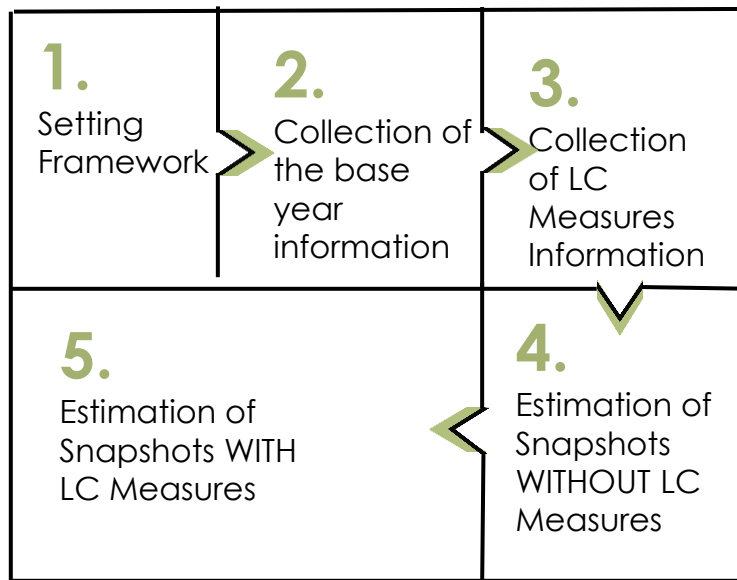 1.
Setting
Framework
2.
Collection of
the base
year
information
3.
Collection
of LC
Measures
Information
4.
Estimation of
Snapshots
WITHOUT LC
Measures
5.
Estimation of
Snapshots WITH
LC Measures